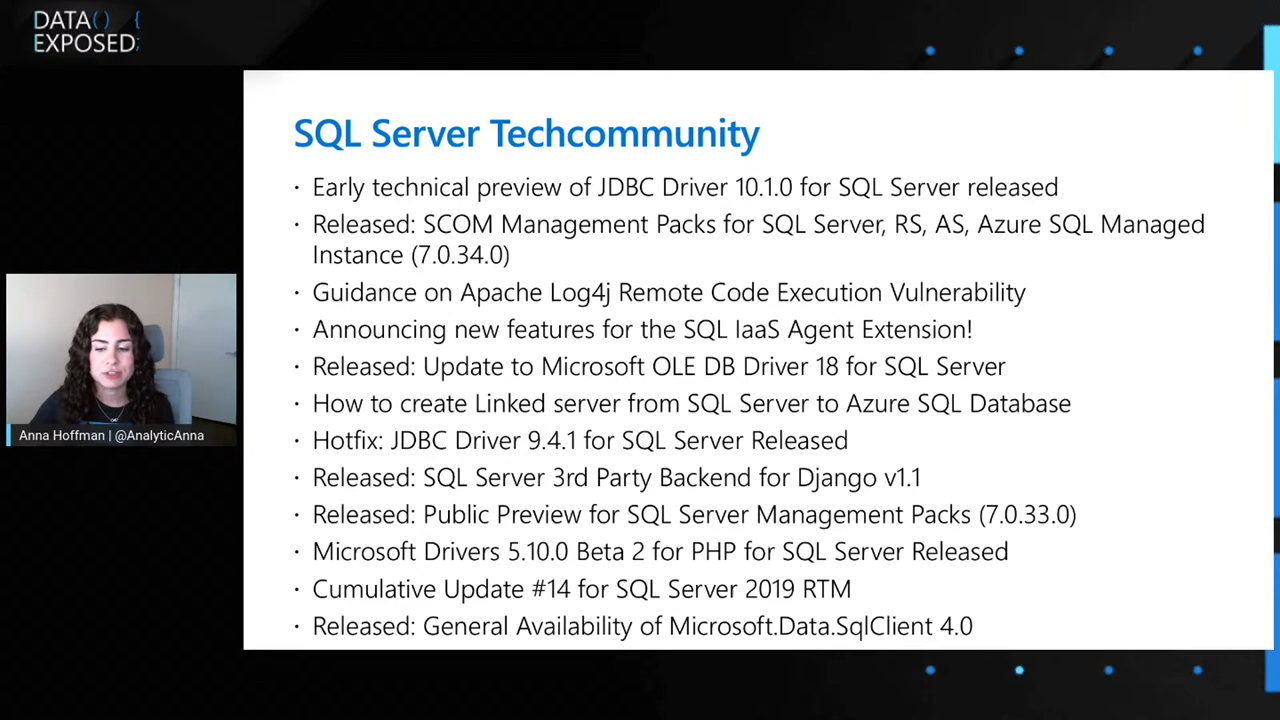 DATA() {
EXPOSED;
SQL Server Techcommunity
· Early technical preview of JDBC Driver 10.1.0 for SQL Server released
· Released: SCOM Management Packs for SQL Server, RS, AS, Azure SQL Managed
Instance (7.0.34.0)
· Guidance on Apache Log4j Remote Code Execution Vulnerability
· Announcing new features for the SQL IaaS Agent Extension!
· Released: Update to Microsoft OLE DB Driver 18 for SQL Server
· How to create Linked server from SQL Server to Azure SQL Database
· Hotfix: JDBC Driver 9.4.1 for SQL Server Released
· Released: SQL Server 3rd Party Backend for Django v1.1
· Released: Public Preview for SQL Server Management Packs (7.0.33.0)
· Microsoft Drivers 5.10.0 Beta 2 for PHP for SQL Server Released
· Cumulative Update #14 for SQL Server 2019 RTM
· Released: General Availability of Microsoft.Data.SqlClient 4.0
Anna Hoffman | @AnalyticAnna